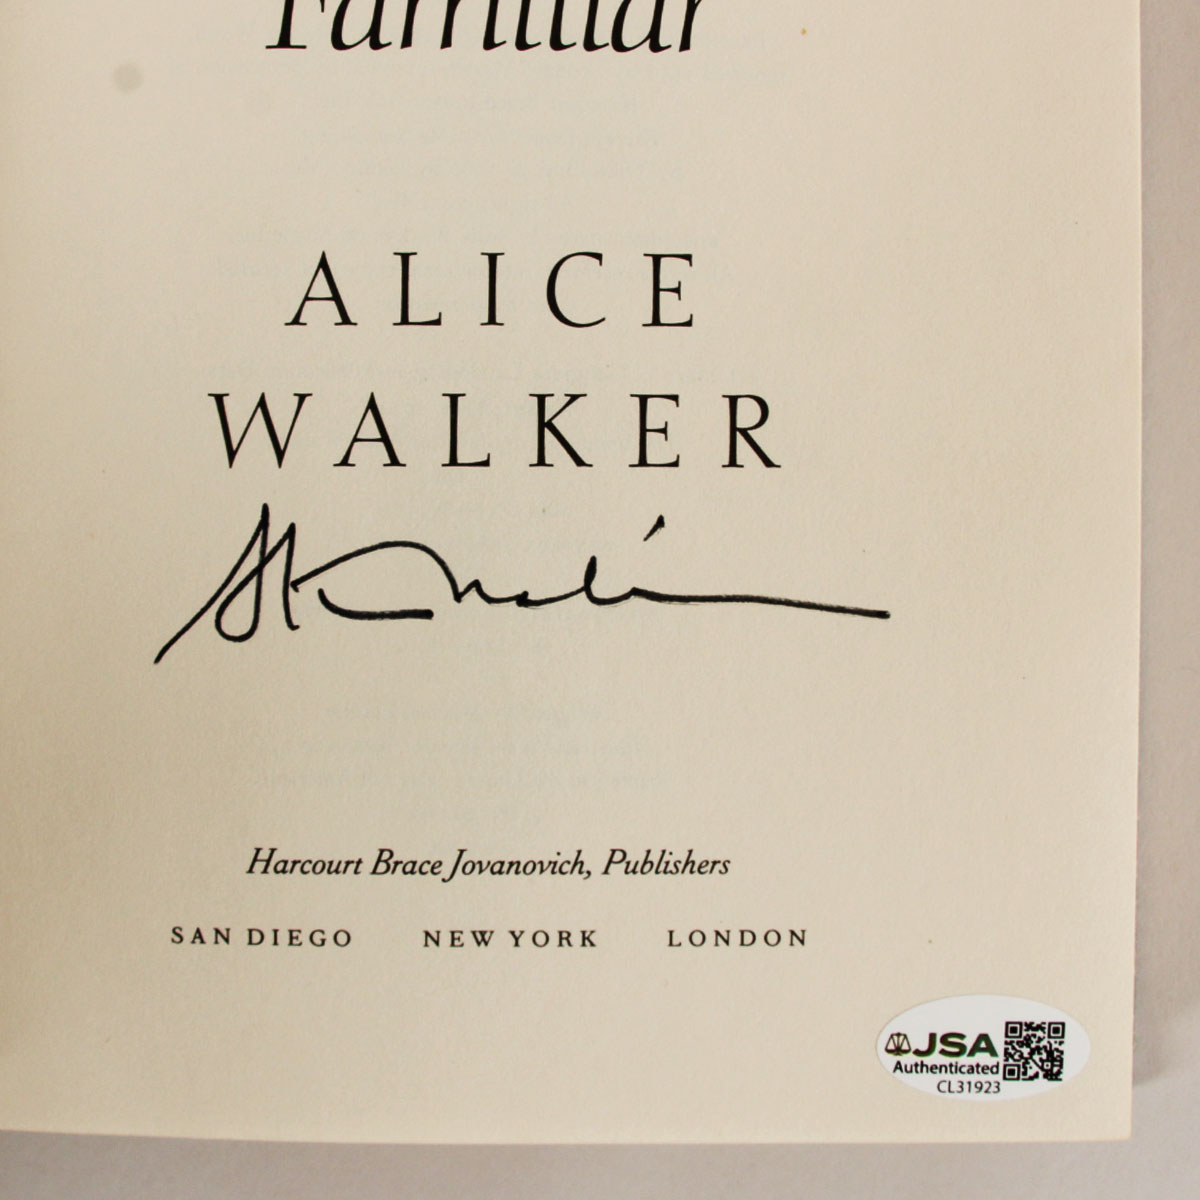 Familiar
ALICE
WALKER
Harcourt Brace Jovanovich, Publishers
SAN DIEGO NEW YORK LONDON
JSA
Authenticated
CL31923